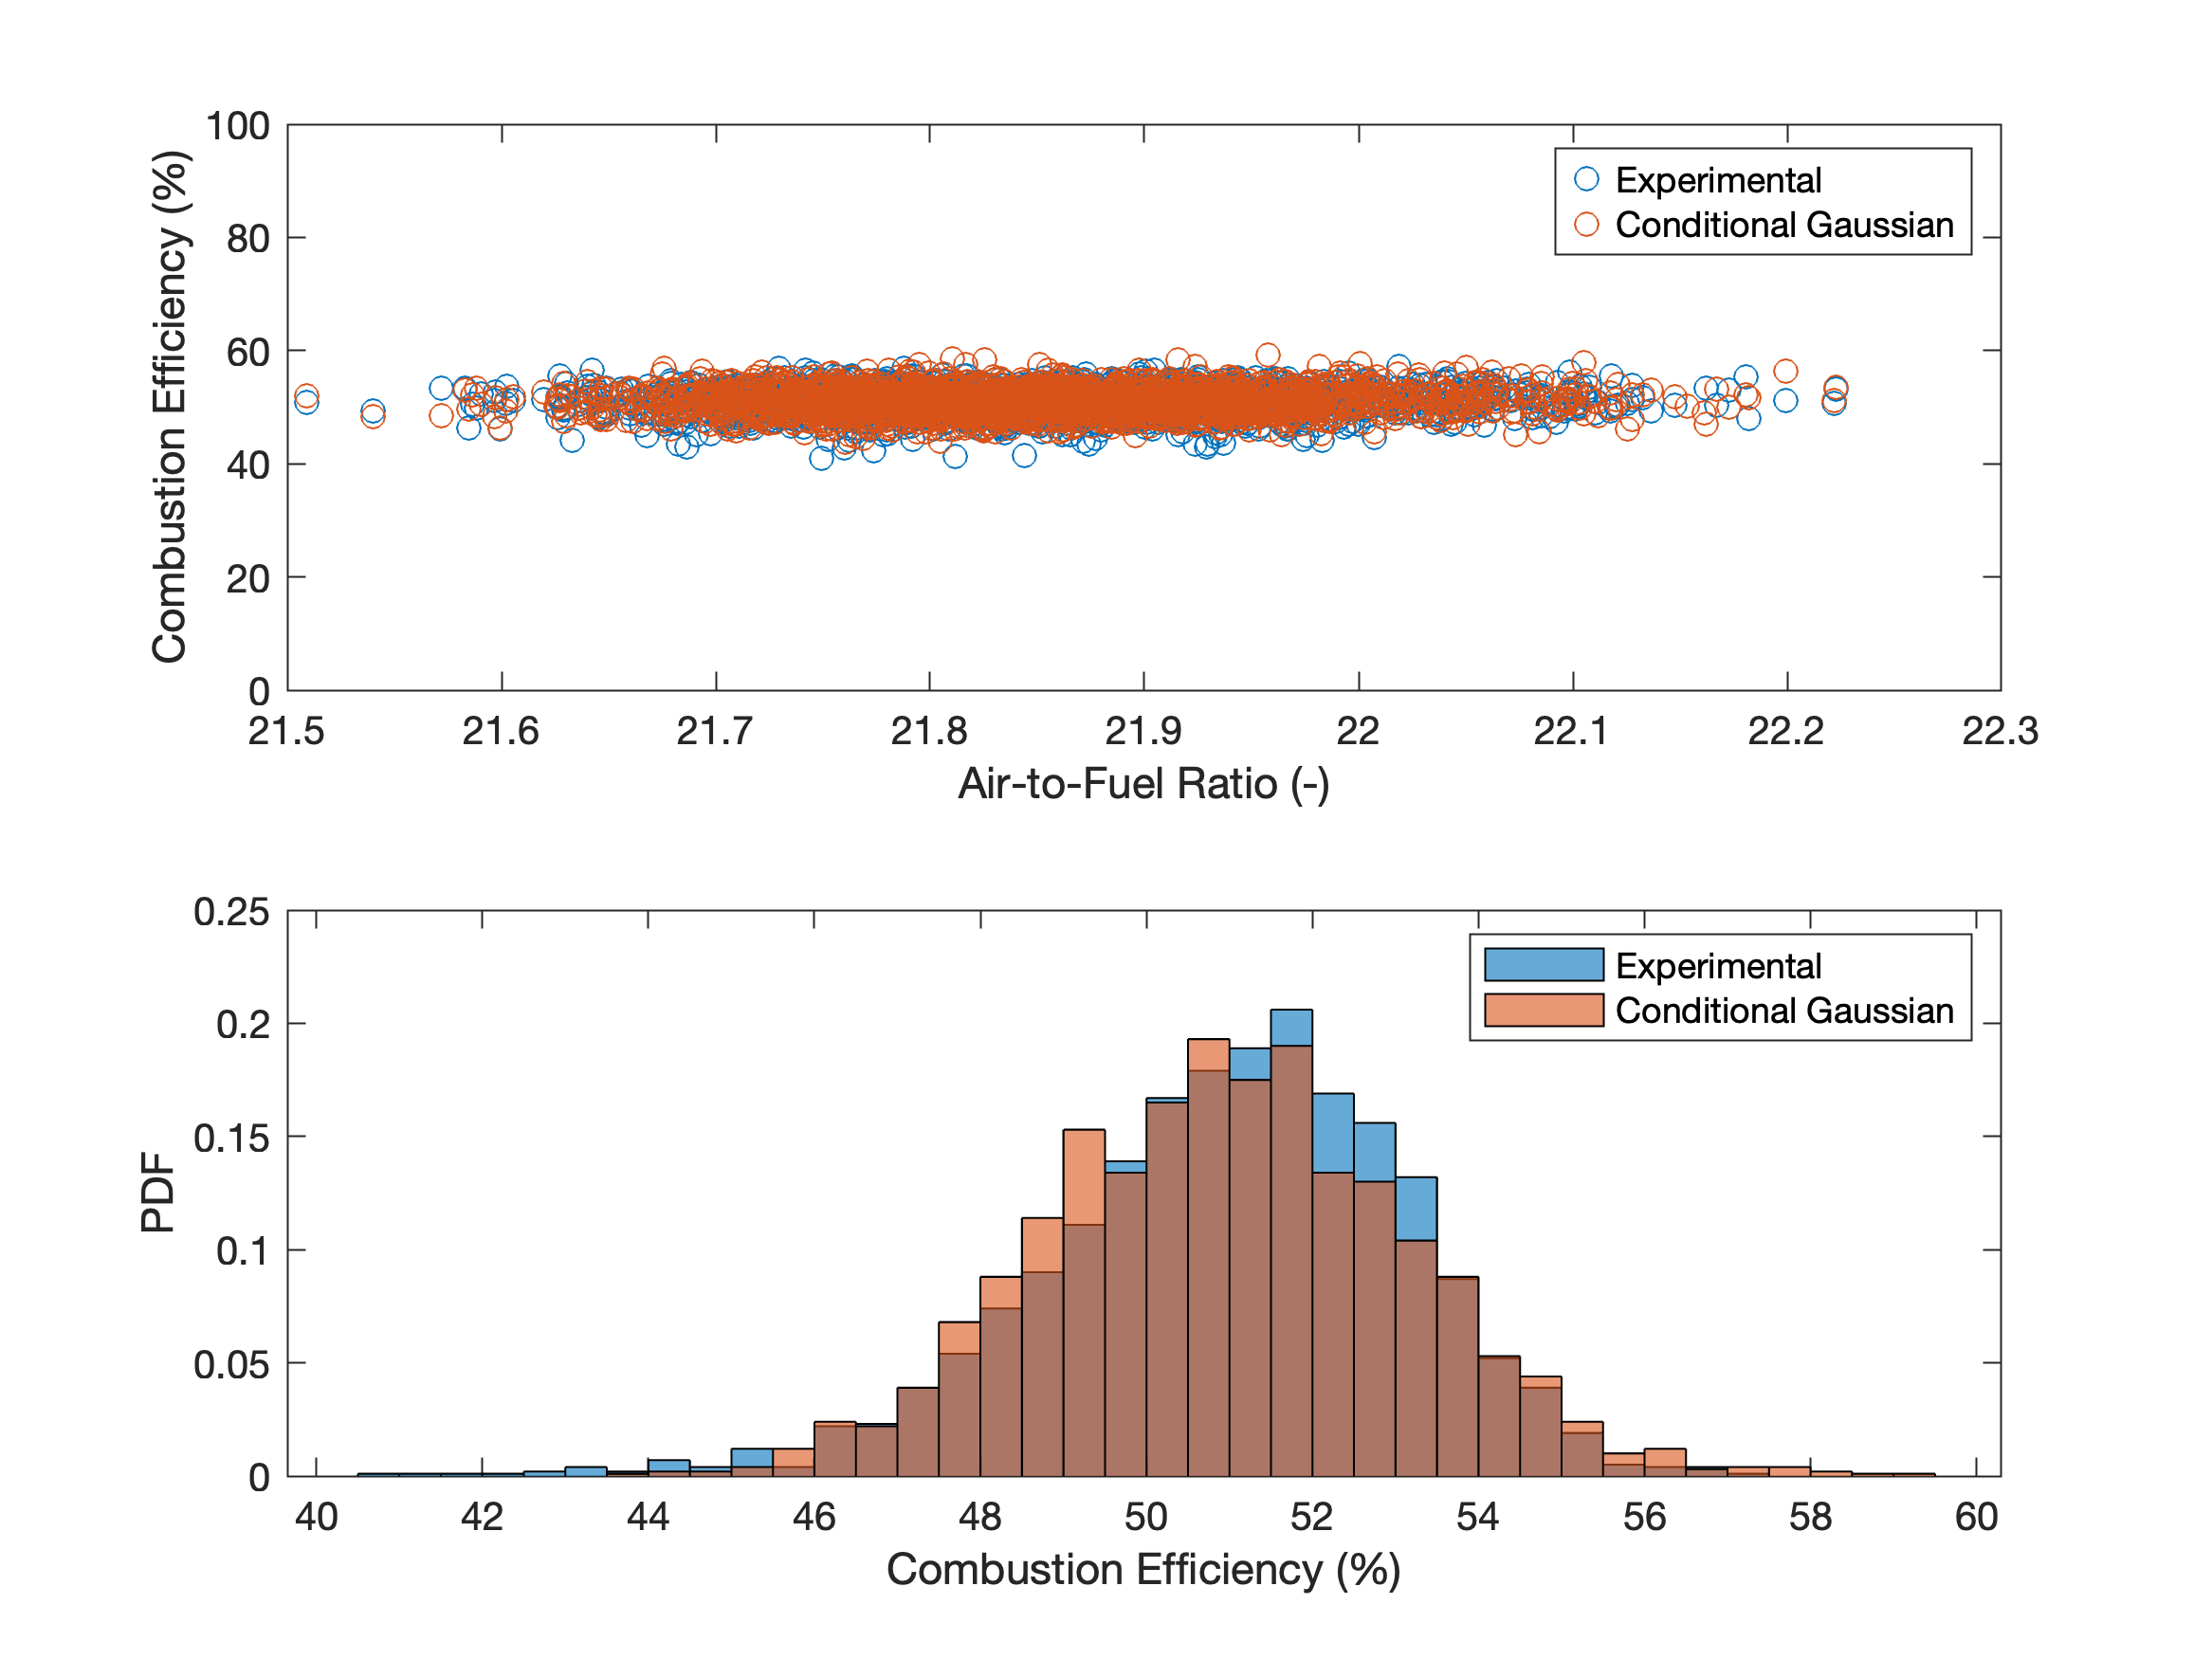 100
80
60
40
20
0
Combustion Efficiency (%)
Experimental
Conditional Gaussian
21.5 21.6 21.7 21.8 21.9 22 22.1 22.2 22.3
Air-to-Fuel Ratio (-)
0.25
0.2
0.15
0.1
0.05
0
PDF
Experimental
Conditional Gaussian
40 42 44 46 48 50 52 54 56 58 60
Combustion Efficiency (%)